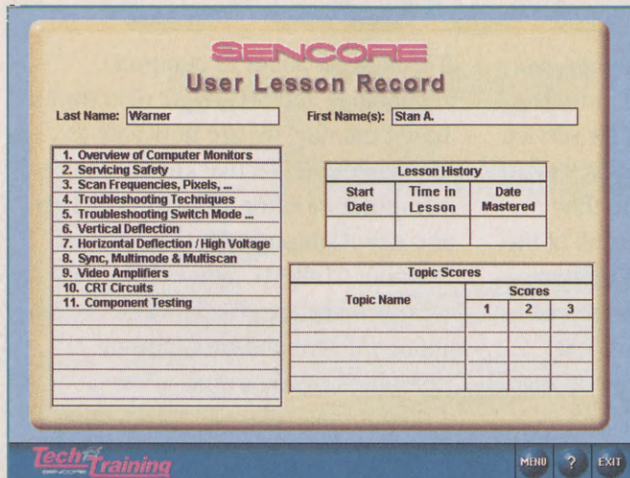 SENCORE
User Lesson Record
Last Name: Warner First Name(s): Stan A.
1. Overview of Computer Monitors
2. Servicing Safety
3. Scan Frequencies, Pixels, ...
4. Troubleshooting Techniques
5. Troubleshooting Switch Mode ...
6. Vertical Deflection
7. Horizontal Deflection / High Voltage
8. Sync, Multimode & Multiscan
9. Video Amplifiers
10. CRT Circuits
11. Component Testing
Lesson History
Start Date Time in Lesson Date Mastered
Topic Scores
Topic Name Scores
1 2 3
Tech Training
SENCORE
MENU ? EXIT